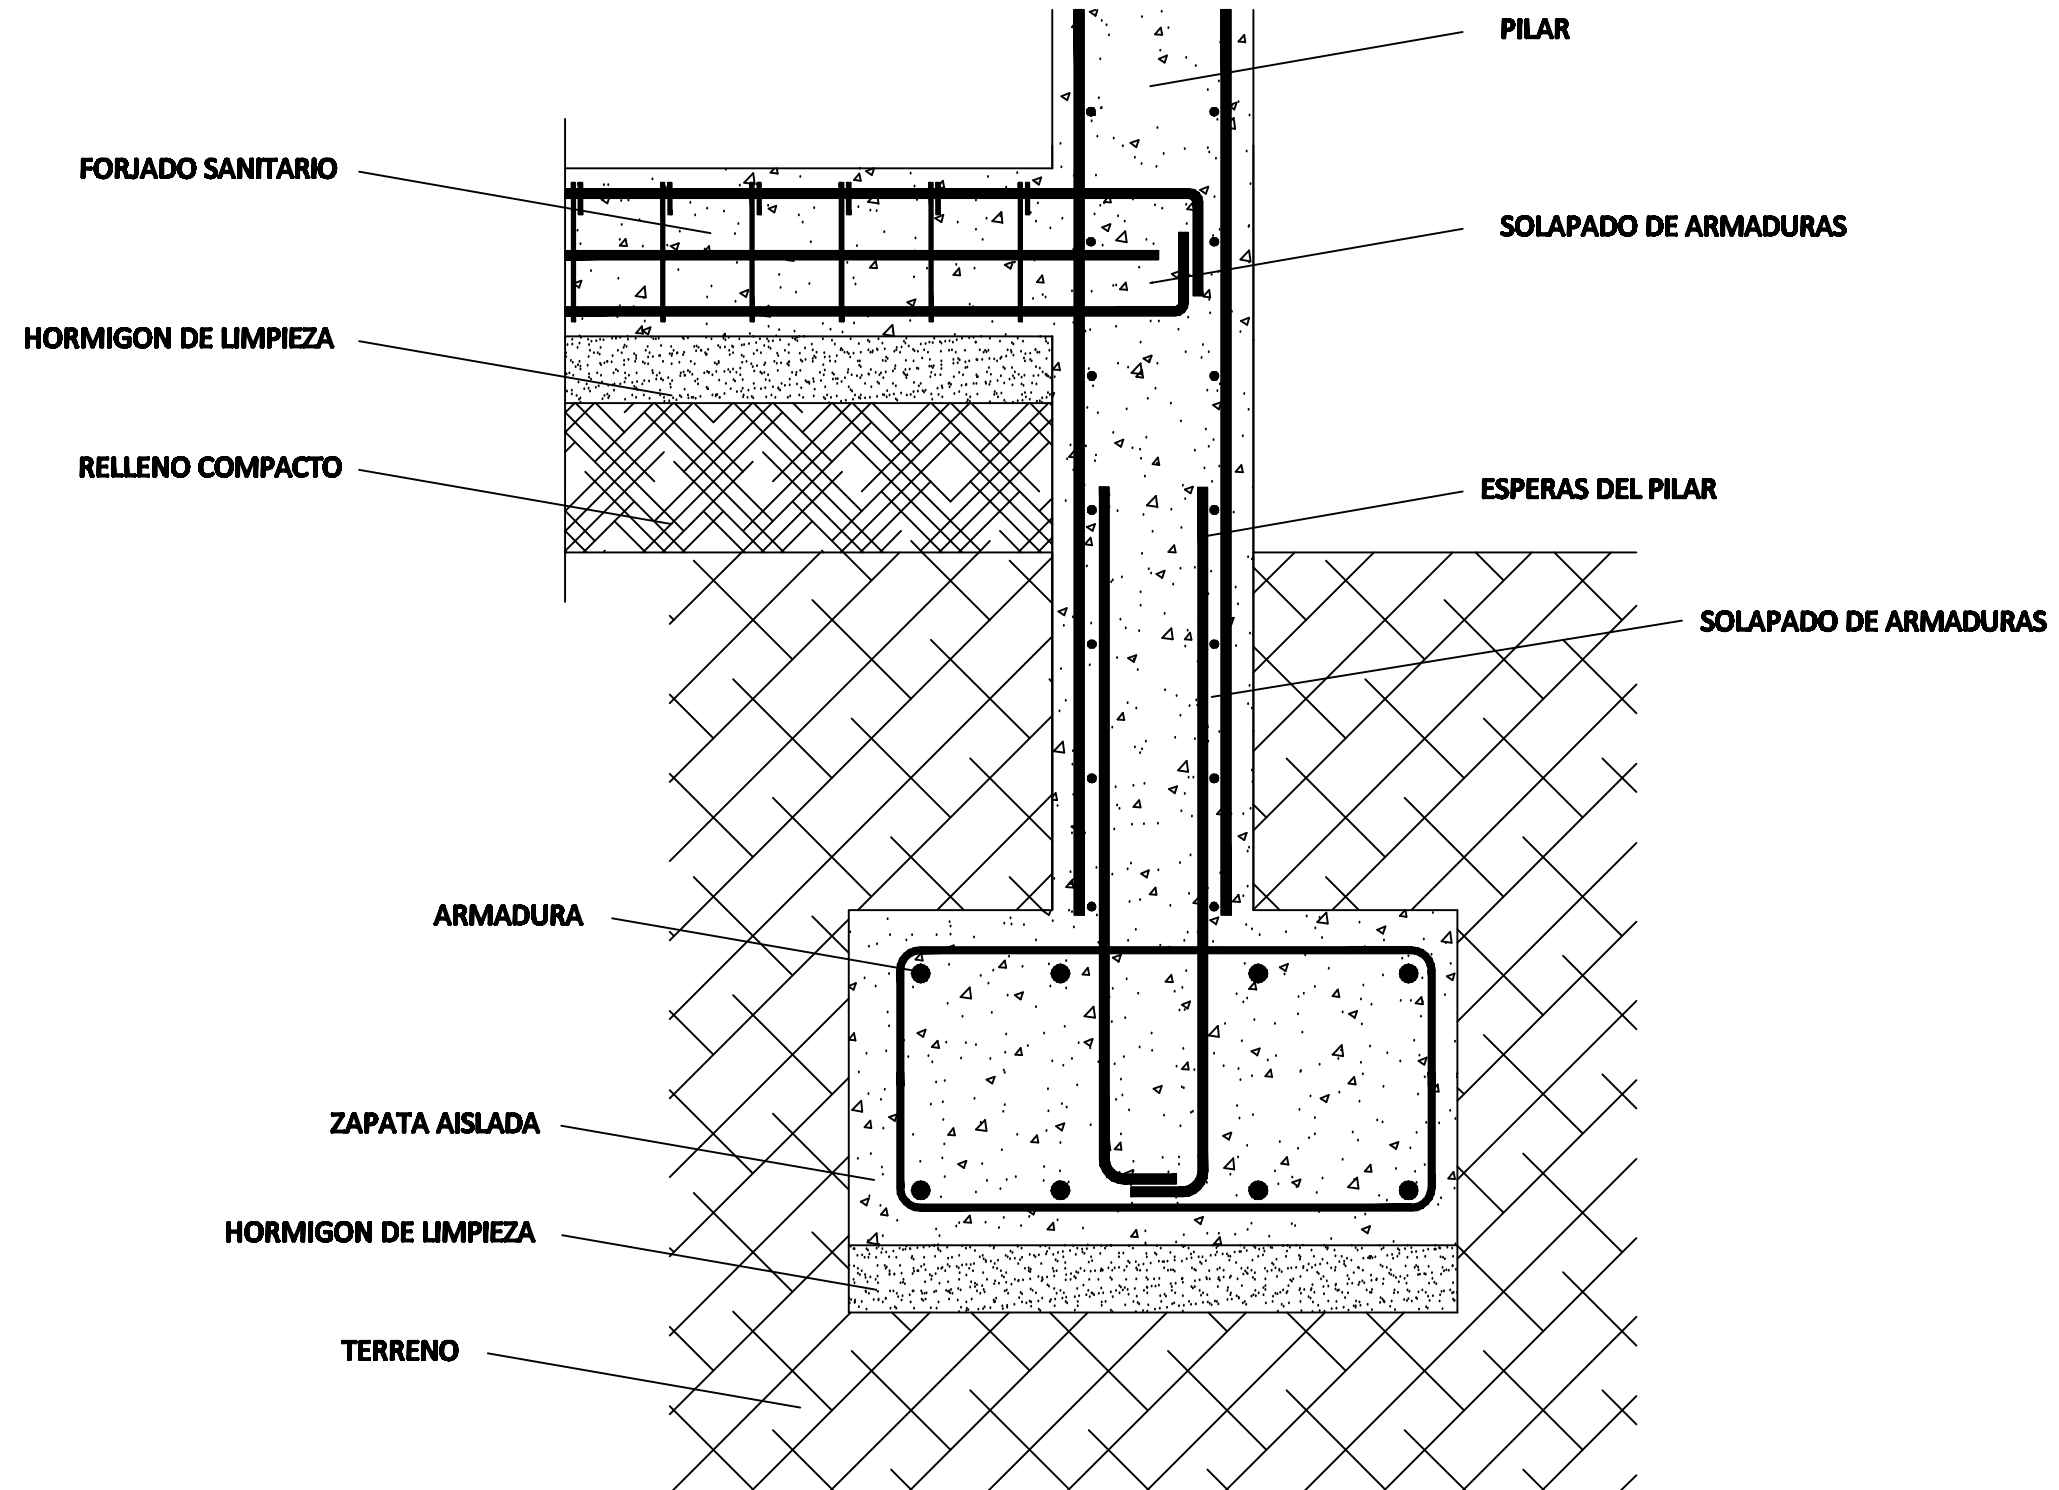 PILAR
FORJADO SANITARIO
SOLAPADO DE ARMADURAS
HORMIGON DE LIMPIEZA
RELLENO COMPACTO
ESPERAS DEL PILAR
SOLAPADO DE ARMADURAS
ARMADURA
ZAPATA AISLADA
HORMIGON DE LIMPIEZA
TERRENO